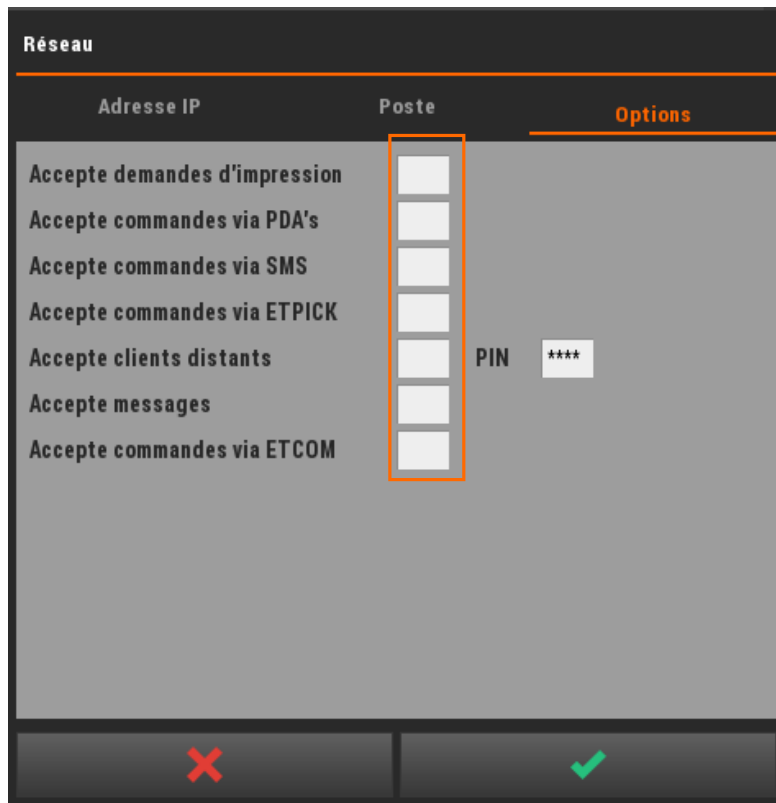 Réseau
Adresse IP Poste Options
Accepte demandes d'impression
Accepte commandes via PDA's
Accepte commandes via SMS
Accepte commandes via ETPICK
Accepte clients distants PIN ****
Accepte messages
Accepte commandes via ETCOM